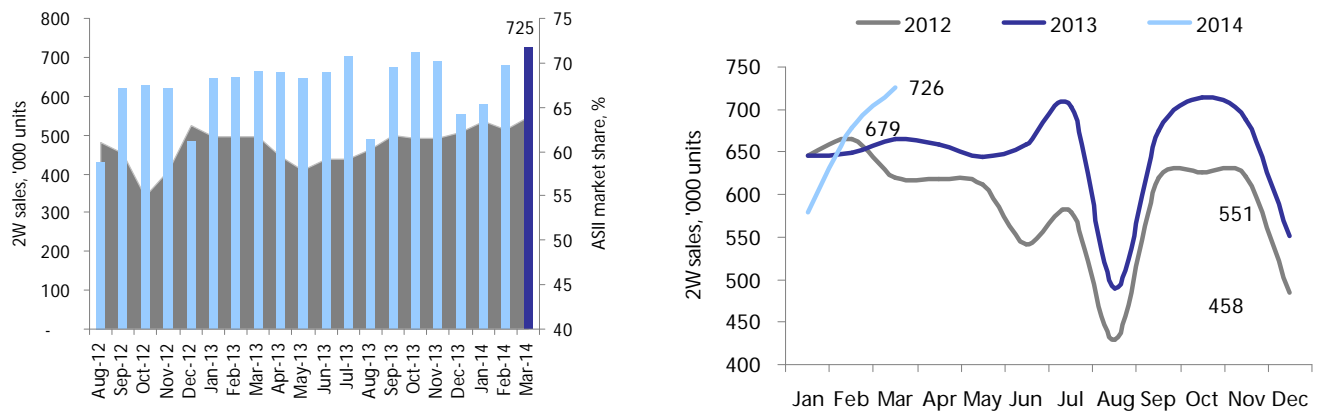 725
800
700
600
500
400
300
200
100
-
2W sales, '000 units
75
70
65
60
55
50
45
40
ASII market share, %
Aug-12
Sep-12
Oct-12
Nov-12
Dec-12
Jan-13
Feb-13
Mar-13
Apr-13
May-13
Jun-13
Jul-13
Aug-13
Sep-13
Oct-13
Nov-13
Dec-13
Jan-14
Feb-14
Mar-14
2012 2013 2014
750
700
650
600
550
500
450
400
2W sales, '000 units
726
679
551
458
Jan Feb Mar Apr May Jun Jul Aug Sep Oct Nov Dec